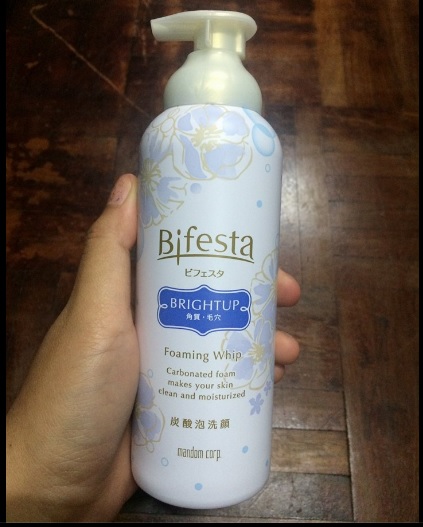 Bifesta
ビフェスタ
BRIGHTUP
角質・毛穴
Foaming Whip
Carbonated foam
makes your skin
clean and moisturized
炭酸泡洗顔
mandom corp.